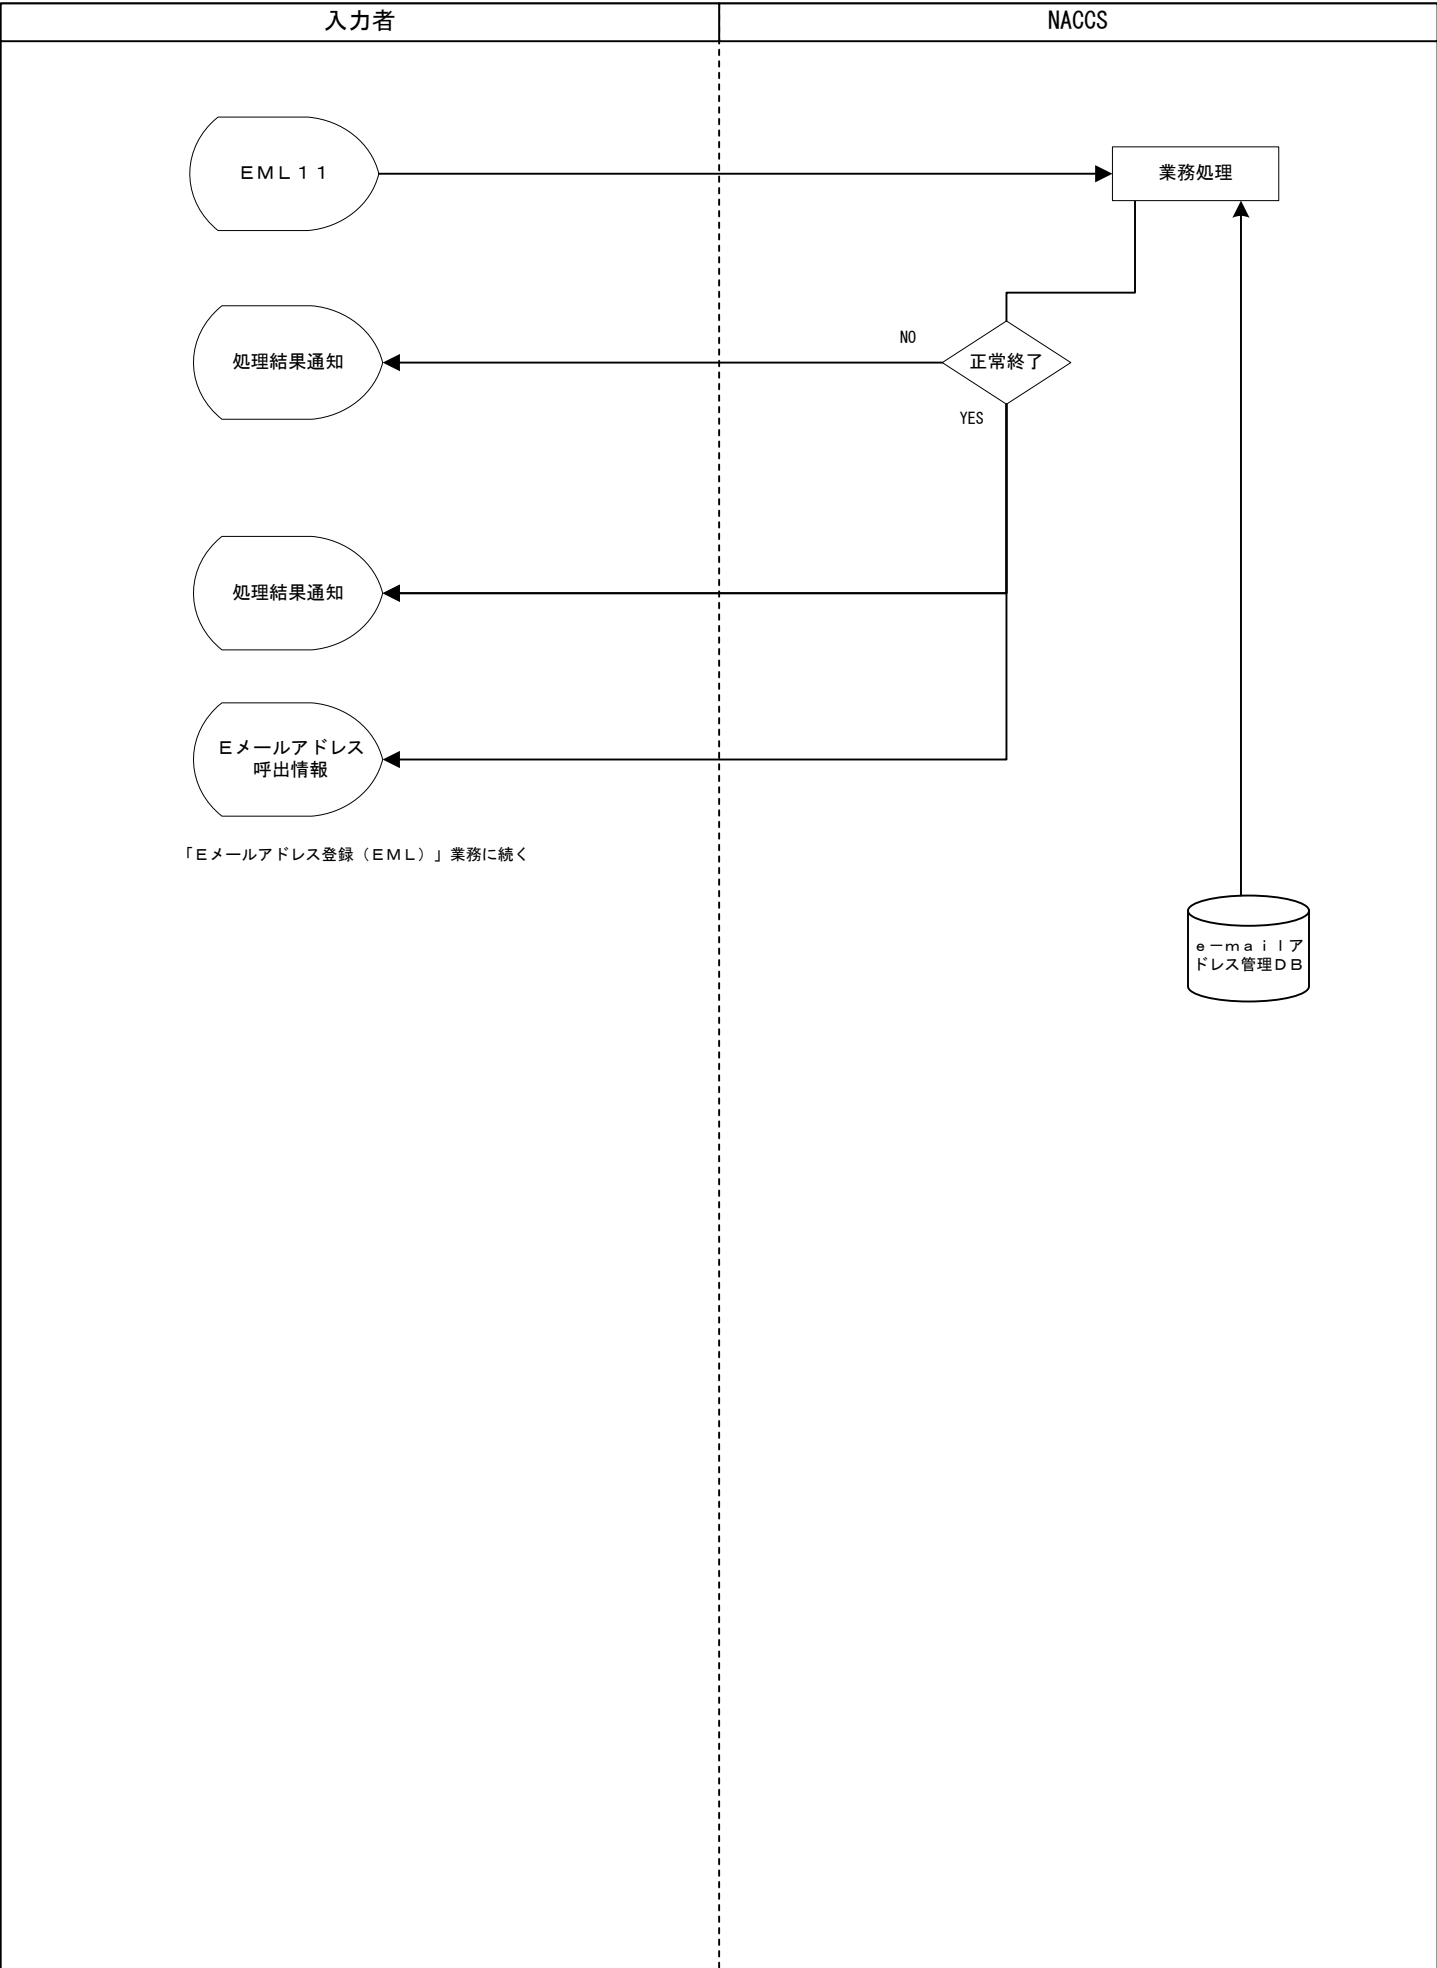 入力者
NACCS
ＥＭＬ１１
業務処理
NO
処理結果通知
正常終了
YES
処理結果通知
Ｅメールアドレス
呼出情報
「Ｅメールアドレス登録（ＥＭＬ）」業務に続く
ｅ－ｍａｉｌア
ドレス管理ＤＢ